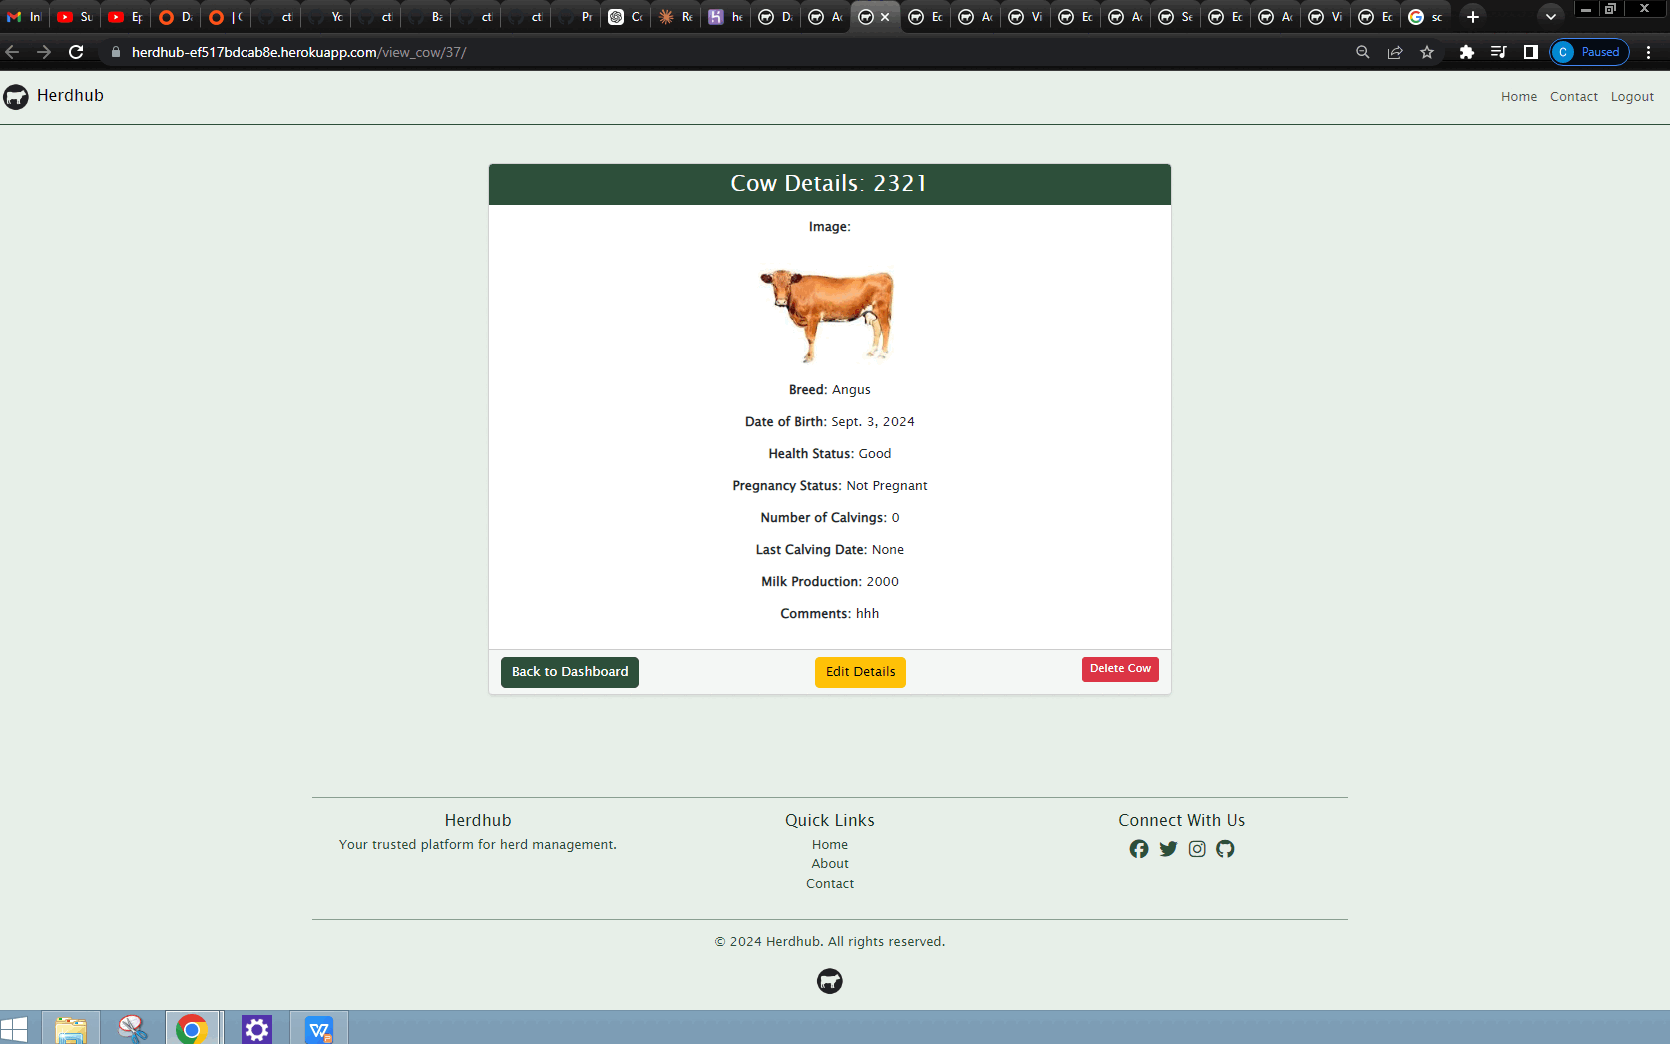 In
Su
Ep
Da
| C
ct
Yo
ct
Ba
ct
ct
Pr
Co
Re
he
Da
Ac
Ec
Ac
Vi
Ec
Ac
Se
Ec
Ac
Vi
Ec
sc
herdhub-ef517bdcab8e.herokuapp.com/view_cow/37/
C Paused
Herdhub
Home Contact Logout
Cow Details: 2321
Image:
Breed: Angus
Date of Birth: Sept. 3, 2024
Health Status: Good
Pregnancy Status: Not Pregnant
Number of Calvings: 0
Last Calving Date: None
Milk Production: 2000
Comments: hhh
Back to Dashboard
Edit Details
Delete Cow
Herdhub
Your trusted platform for herd management.
Quick Links
Home
About
Contact
Connect With Us
© 2024 Herdhub. All rights reserved.